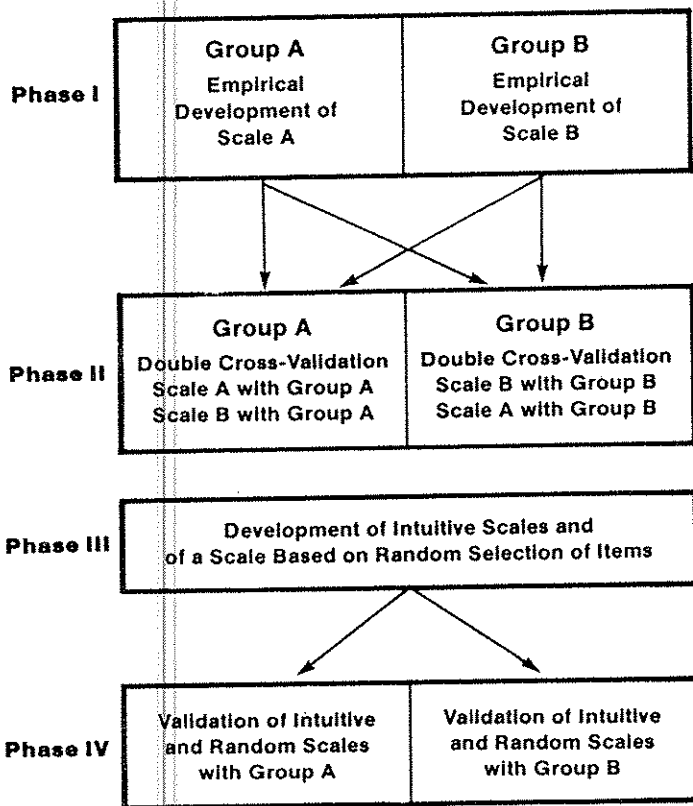 Phase I
Group A
Empirical
Development of
Scale A
Group B
Empirical
Development of
Scale B
Phase II
Group A
Double Cross-Validation
Scale A with Group A
Scale B with Group A
Group B
Double Cross-Validation
Scale B with Group B
Scale A with Group B
Phase III
Development of Intuitive Scales and
of a Scale Based on Random Selection of Items
Phase IV
Validation of Intuitive
and Random Scales
with Group A
Validation of Intuitive
and Random Scales
with Group B